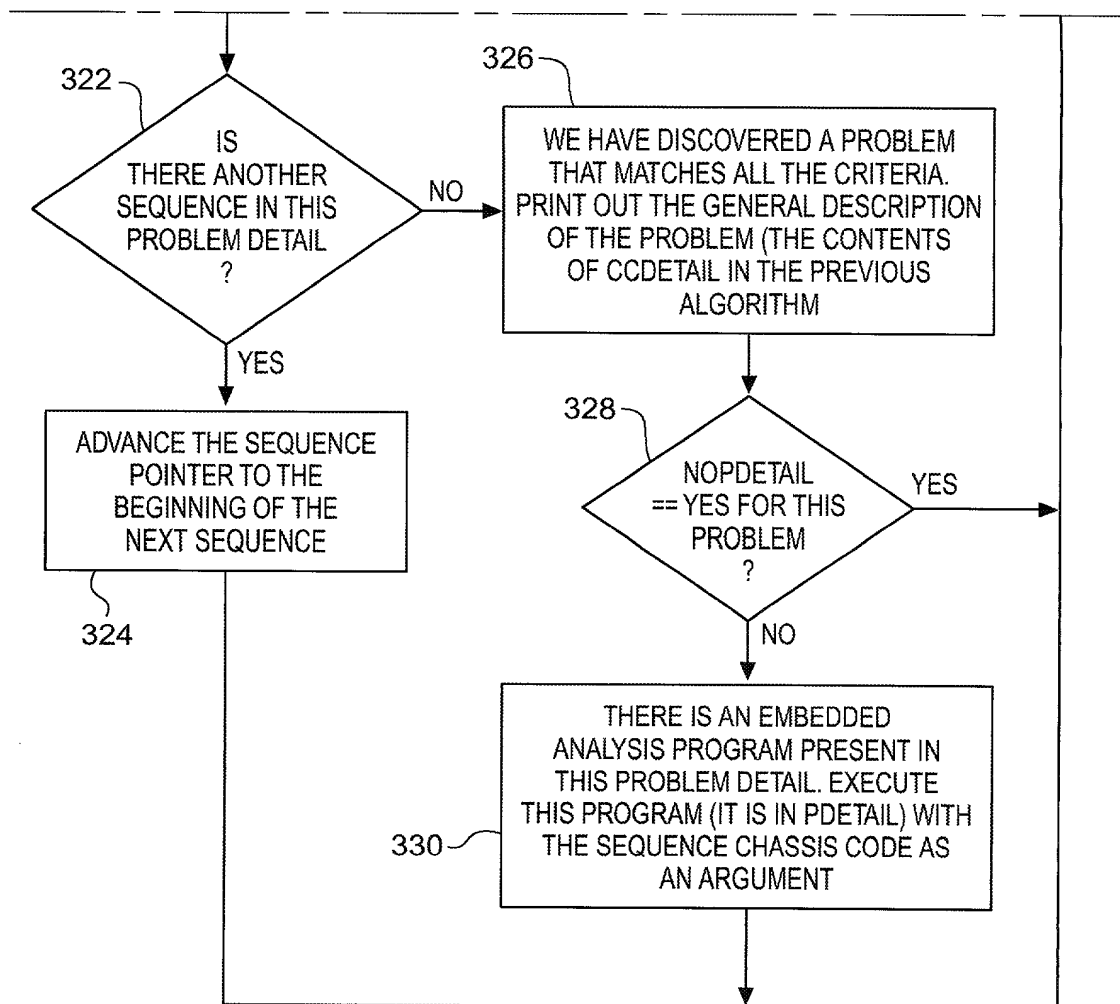 322
IS
THERE ANOTHER
SEQUENCE IN THIS
PROBLEM DETAIL
?
NO
YES
326
WE HAVE DISCOVERED A PROBLEM
THAT MATCHES ALL THE CRITERIA.
PRINT OUT THE GENERAL DESCRIPTION
OF THE PROBLEM (THE CONTENTS
OF CCDETAIL IN THE PREVIOUS
ALGORITHM
ADVANCE THE SEQUENCE
POINTER TO THE
BEGINNING OF THE
NEXT SEQUENCE
324
328
NOPDETAIL
== YES FOR THIS
PROBLEM
?
YES
NO
THERE IS AN EMBEDDED
ANALYSIS PROGRAM PRESENT IN
THIS PROBLEM DETAIL. EXECUTE
THIS PROGRAM (IT IS IN PDETAIL) WITH
THE SEQUENCE CHASSIS CODE AS
AN ARGUMENT
330